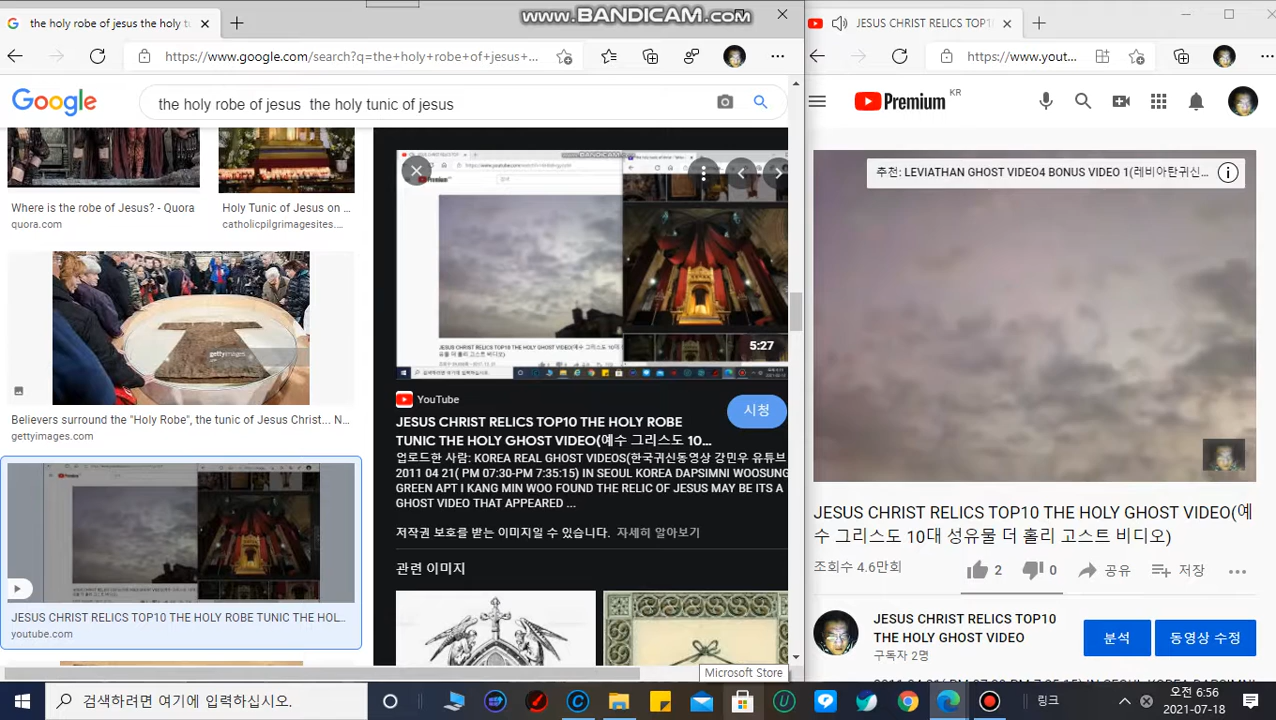 www.BANDICAM.com
the holy robe of jesus the holy tu
JESUS CHRIST RELICS TOP1
https://www.google.com/search?q=the+holy+robe+of+jesus+...
https://www.yout...
Google
the holy robe of jesus  the holy tunic of jesus
Premium KR
Where is the robe of Jesus? - Quora
quora.com
Holy Tunic of Jesus on ...
catholicpilgrimagesites....
gettyimages
Believers surround the "Holy Robe", the tunic of Jesus Christ... N...
gettyimages.com
JESUS CHRIST RELICS TOP10 THE HOLY ROBE TUNIC THE HOL...
youtube.com
5:27
YouTube
시청
JESUS CHRIST RELICS TOP10 THE HOLY ROBE
TUNIC THE HOLY GHOST VIDEO(예수 그리스도 10...
업로드한 사람: KOREA REAL GHOST VIDEOS(한국귀신동영상 강민우 유튜브
2011 04 21( PM 07:30-PM 7:35:15) IN SEOUL KOREA DAPSIMNI WOOSUNG
GREEN APT I KANG MIN WOO FOUND THE RELIC OF JESUS MAY BE ITS A
GHOST VIDEO THAT APPEARED ...
저작권 보호를 받는 이미지일 수 있습니다. 자세히 알아보기
관련 이미지
Microsoft Store
추천: LEVIATHAN GHOST VIDEO4 BONUS VIDEO 1(레비아탄귀신...
JESUS CHRIST RELICS TOP10 THE HOLY GHOST VIDEO(예
수 그리스도 10대 성유물 더 홀리 고스트 비디오)
조회수 4.6만회
2
0
공유
저장
JESUS CHRIST RELICS TOP10
THE HOLY GHOST VIDEO
구독자 2명
분석
동영상 수정
검색하려면 여기에 입력하십시오.
링크
오전 6:56
2021-07-18